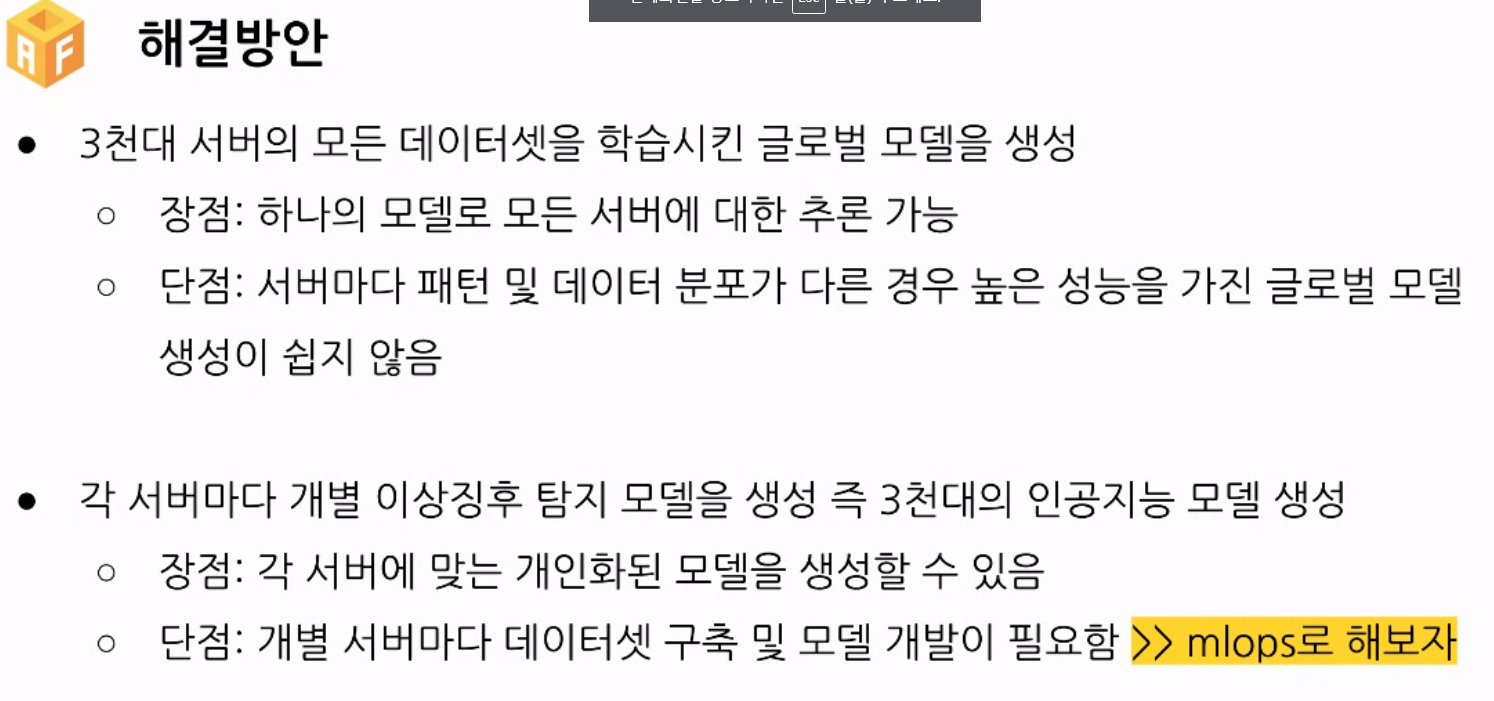 AF
해결방안
● 3천대 서버의 모든 데이터셋을 학습시킨 글로벌 모델을 생성
○ 장점: 하나의 모델로 모든 서버에 대한 추론 가능
○ 단점: 서버마다 패턴 및 데이터 분포가 다른 경우 높은 성능을 가진 글로벌 모델
생성이 쉽지 않음
● 각 서버마다 개별 이상징후 탐지 모델을 생성 즉 3천대의 인공지능 모델 생성
○ 장점: 각 서버에 맞는 개인화된 모델을 생성할 수 있음
○ 단점: 개별 서버마다 데이터셋 구축 및 모델 개발이 필요함 >> mlops로 해보자